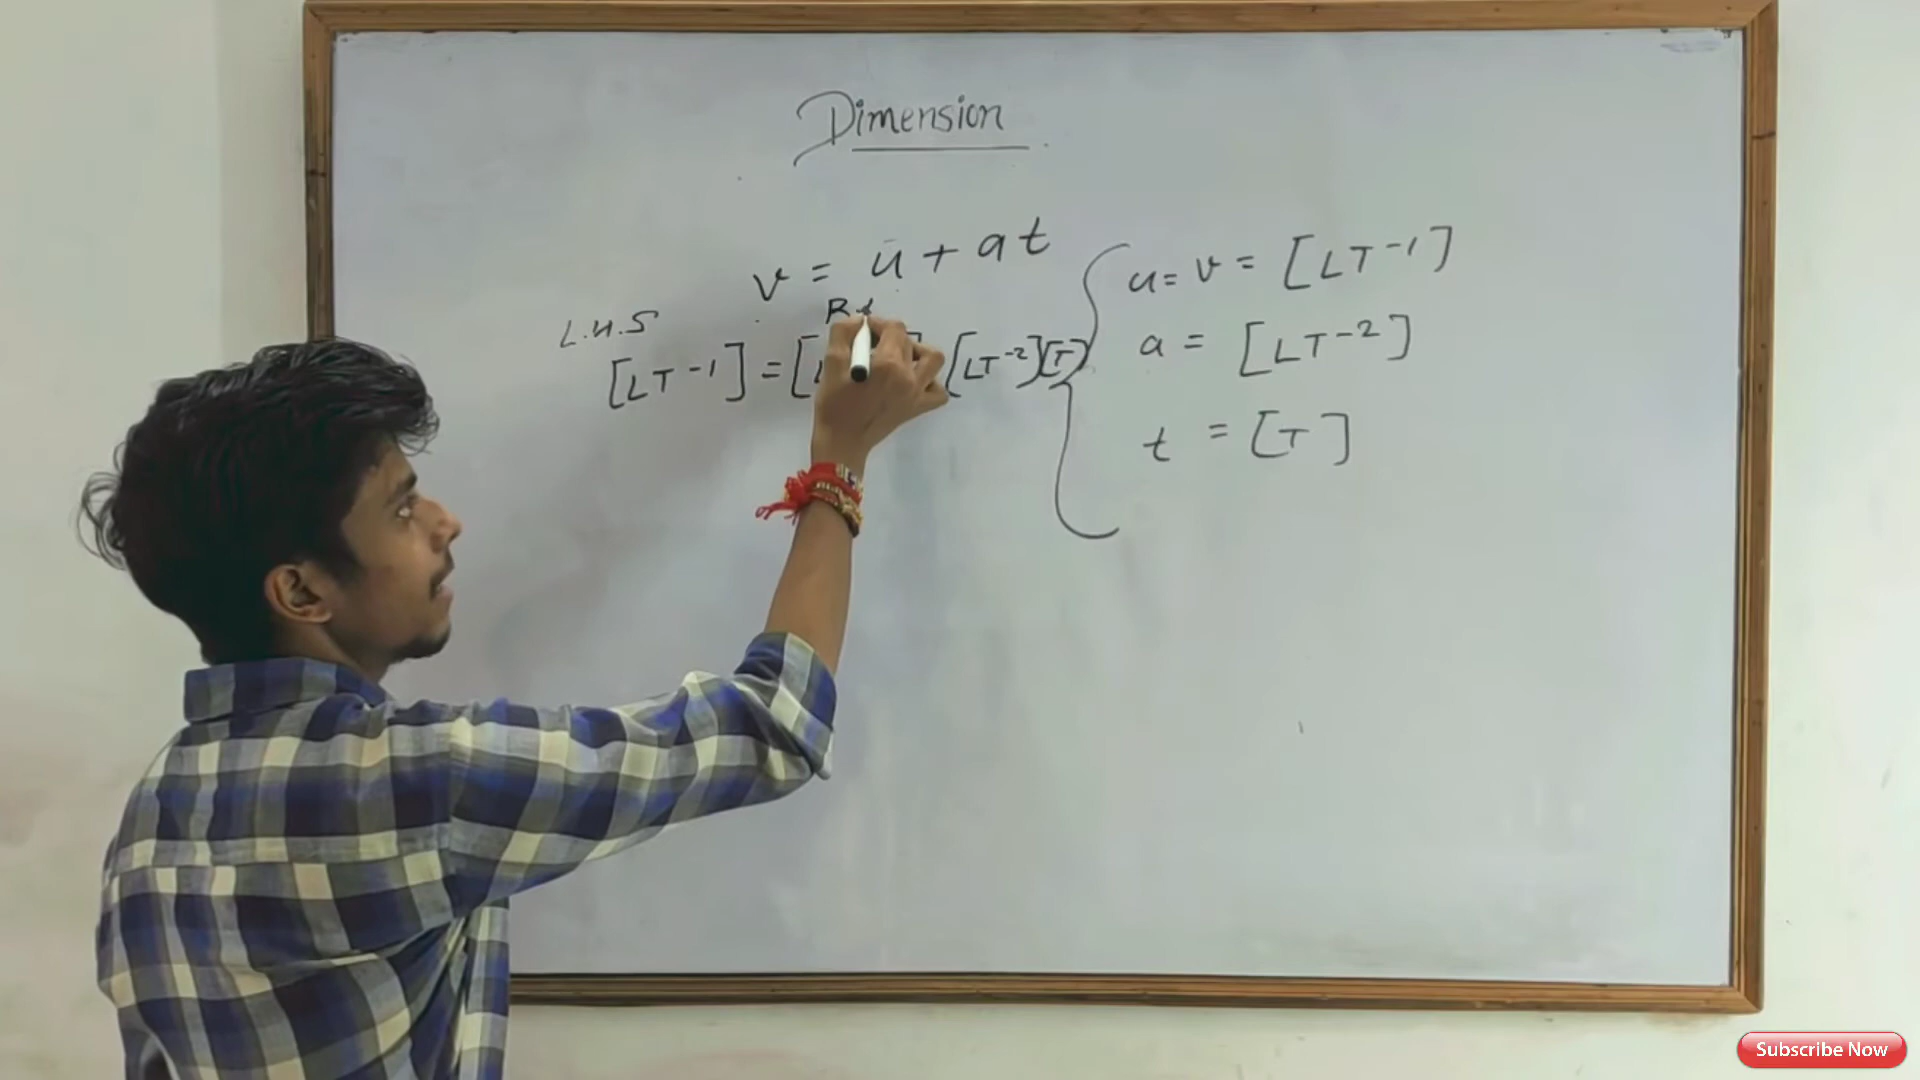 Dimension
v = u + at
L.H.S
[LT-1] = [ [LT-2][T]
u = v = [LT-1]
a = [LT-2]
t = [T]
Subscribe Now